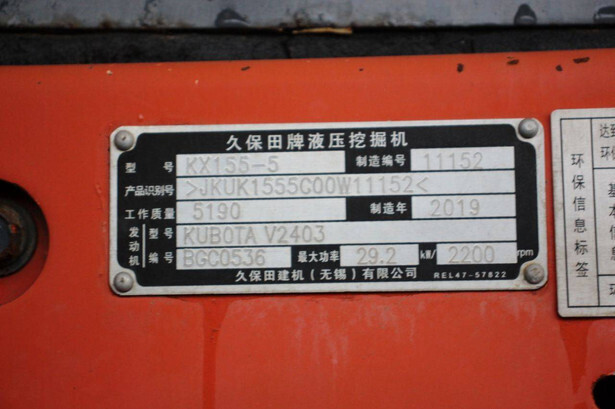 久保田牌液压挖掘机
型号 KX155-5 制造编号 11152
产品识别号 >JKUK1555C00W11152<
工作质量 5190 制造年 2019
发动机 型号 KUBOTA V2403
编号 BGC0536 最大功率 29.2 kW/ 2200 rpm
久保田建机(无锡)有限公司 REL47-57822
环保信息标签